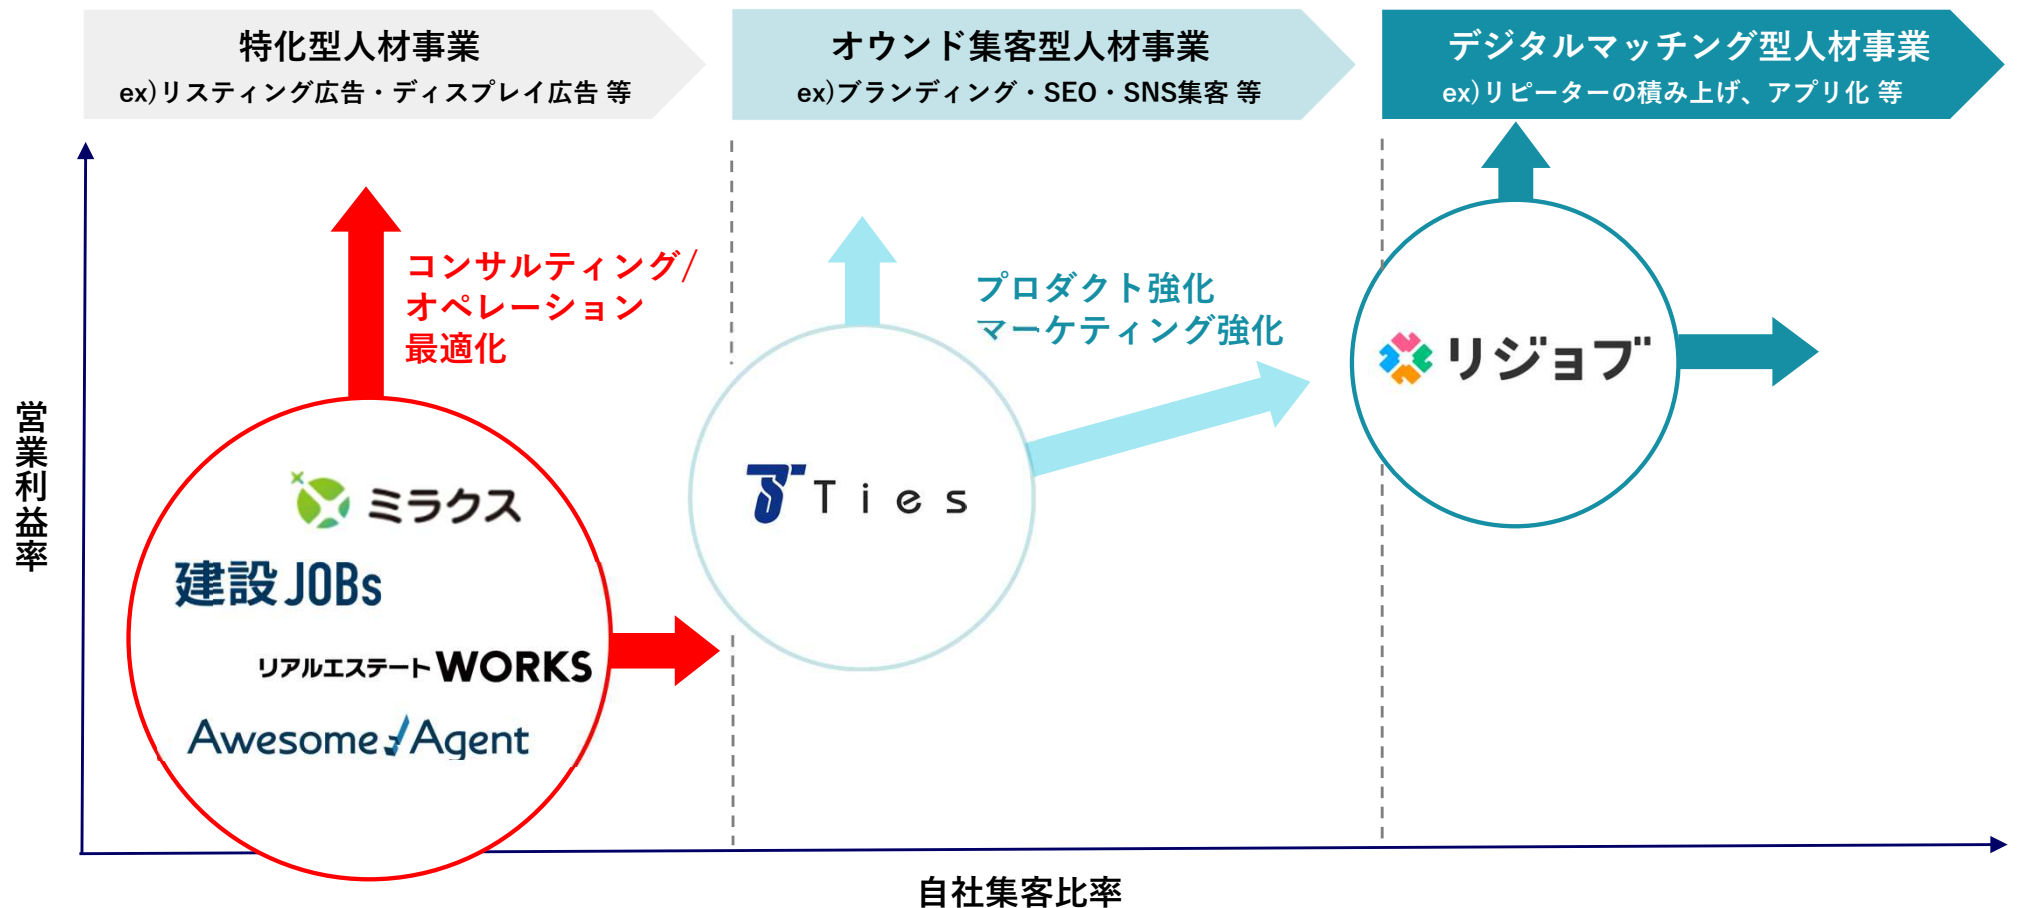 特化型人材事業
ex)リスティング広告・ディスプレイ広告 等
オウンド集客型人材事業
ex)ブランディング・SEO・SNS集客 等
デジタルマッチング型人材事業
ex)リピーターの積み上げ、アプリ化 等
コンサルティング/
オペレーション
最適化
プロダクト強化
マーケティング強化
リジョブ
営業利益率
ミラクス
Ties
建設JOBs
リアルエステートWORKS
Awesome Agent
自社集客比率